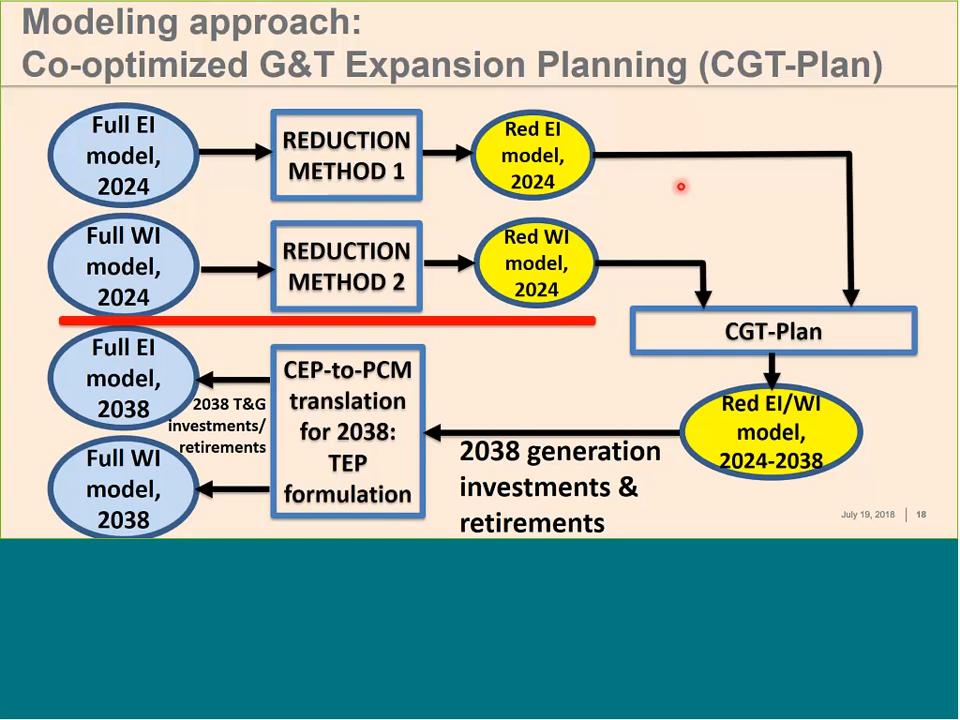 Modeling approach:
Co-optimized G&T Expansion Planning (CGT-Plan)
Full EI
model,
2024
REDUCTION
METHOD 1
Red EI
model,
2024
Full WI
model,
2024
REDUCTION
METHOD 2
Red WI
model,
2024
CGT-Plan
Full EI
model,
2038
2038 T&G
investments/
retirements
CEP-to-PCM
translation
for 2038:
TEP
formulation
Red EI/WI
model,
2024-2038
2038 generation
investments &
retirements
Full WI
model,
2038
July 19, 2018 | 18